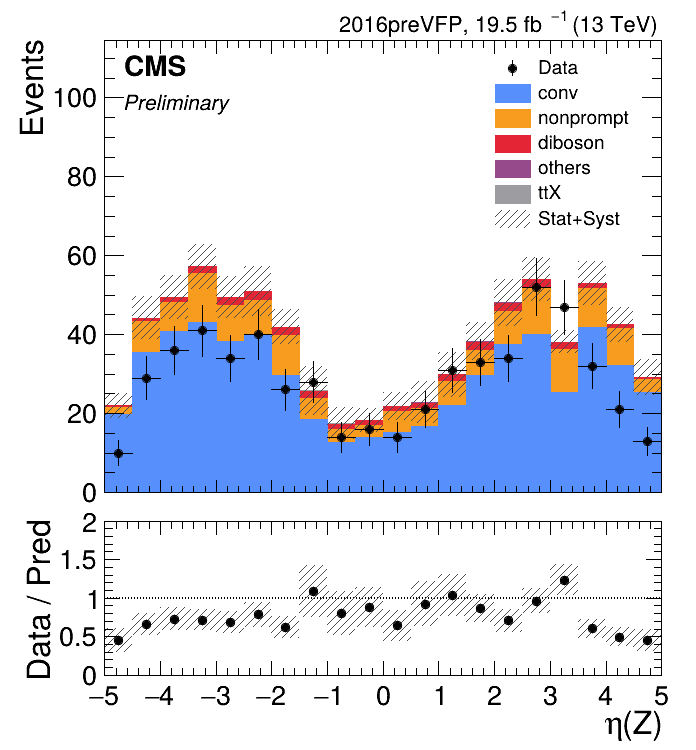 2016preVFP, 19.5 fb⁻¹ (13 TeV)
CMS
Preliminary
Events
Data
conv
nonprompt
diboson
others
ttX
Stat+Syst
100
80
60
40
20
0
Data / Pred
2
1.5
1
0.5
0
−5 −4 −3 −2 −1 0 1 2 3 4 5
η(Z)